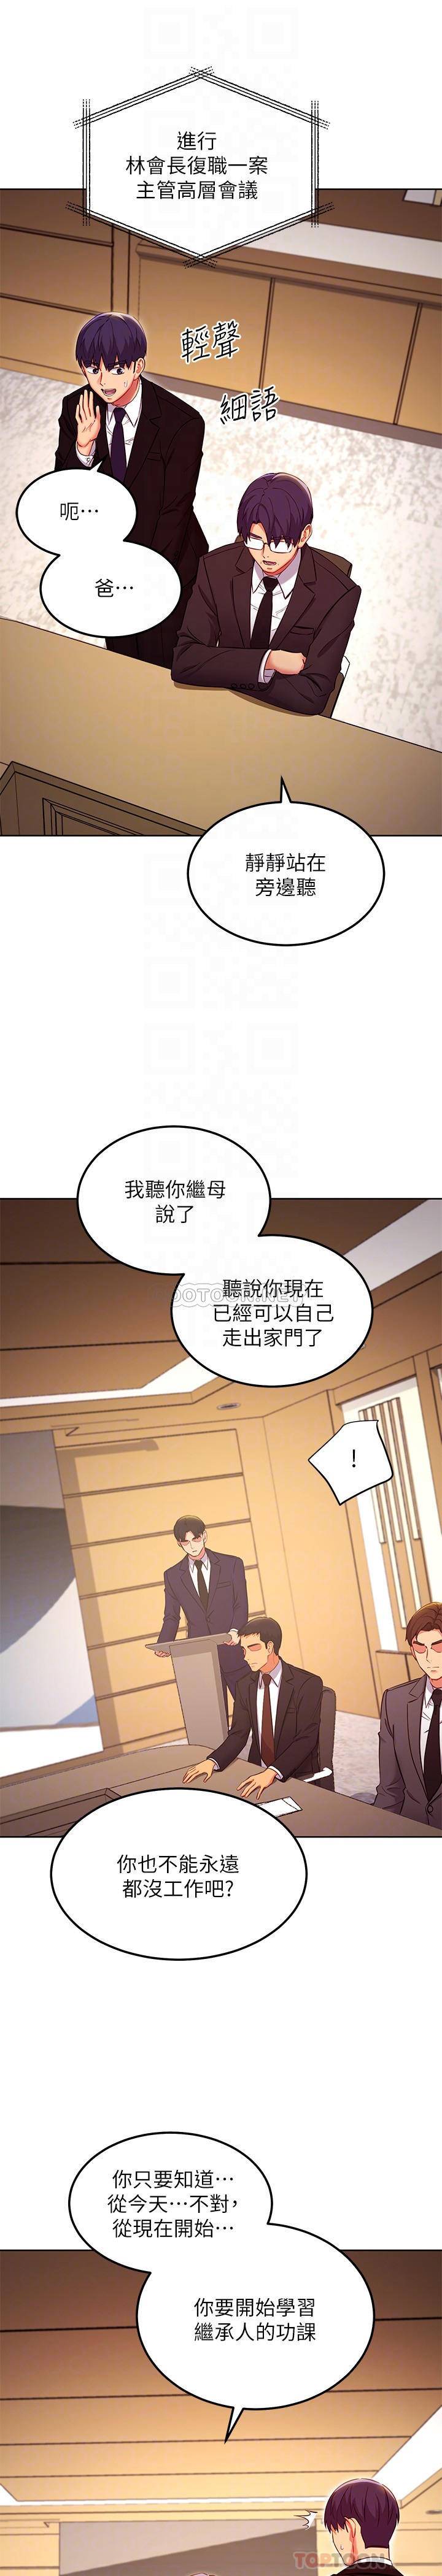 進行
林會長復職一案
主管高層會議
輕聲
細語
呃…
爸…
靜靜站在
旁邊聽
我聽你繼母
說了
聽說你現在
已經可以自己
走出家門了
!
你也不能永遠
都沒工作吧?
你只要知道…
從今天…不對,
從現在開始…
你要開始學習
繼承人的功課
TOPTOON